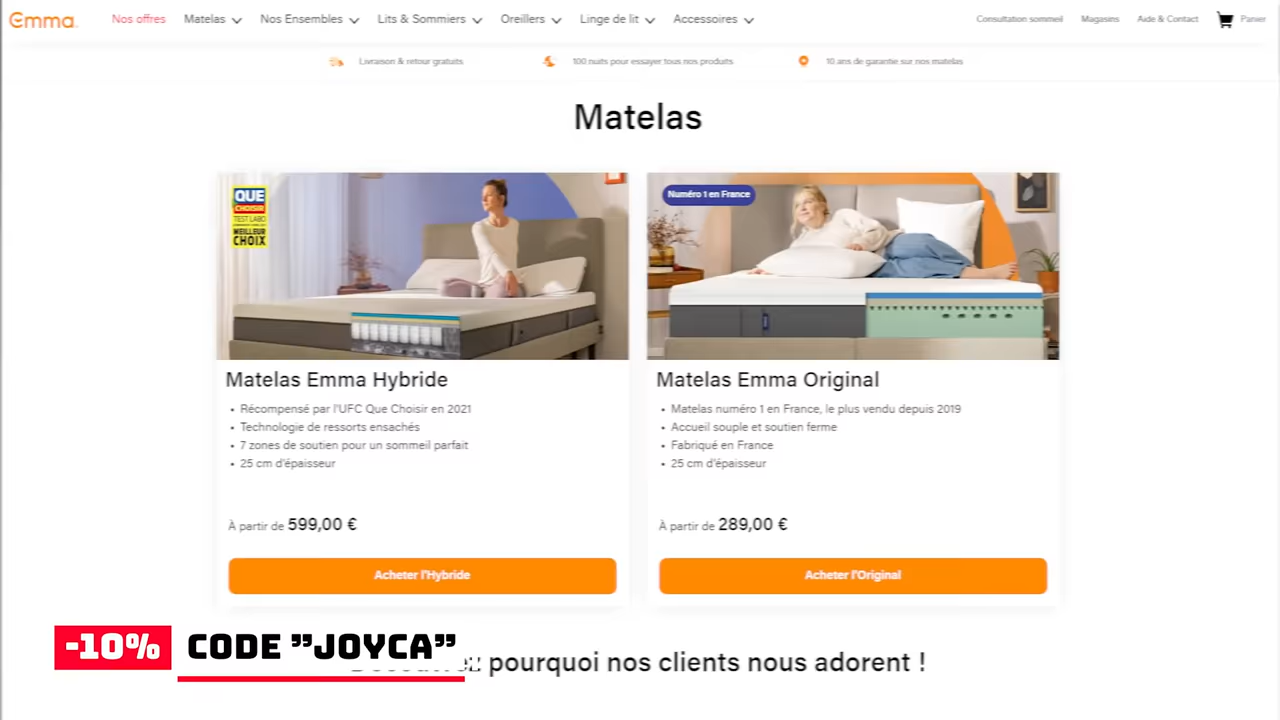 Emma.
Nos offres Matelas Nos Ensembles Lits & Sommiers Oreillers Linge de lit Accessoires Consultation sommeil Magasins Aide & Contact Panier
Livraison & retour gratuits 100 nuits pour essayer tous nos produits 10 ans de garantie sur nos matelas
Matelas
QUE
CHOISIR
TEST LABO
MEILLEUR
CHOIX
Numéro 1 en France
Matelas Emma Hybride
• Récompensé par l'UFC Que Choisir en 2021
• Technologie de ressorts ensachés
• 7 zones de soutien pour un sommeil parfait
• 25 cm d'épaisseur
À partir de 599,00 €
Acheter l'Hybride
Matelas Emma Original
• Matelas numéro 1 en France, le plus vendu depuis 2019
• Accueil souple et soutien ferme
• Fabriqué en France
• 25 cm d'épaisseur
À partir de 289,00 €
Acheter l'Original
-10% CODE "JOYCA"
pourquoi nos clients nous adorent !